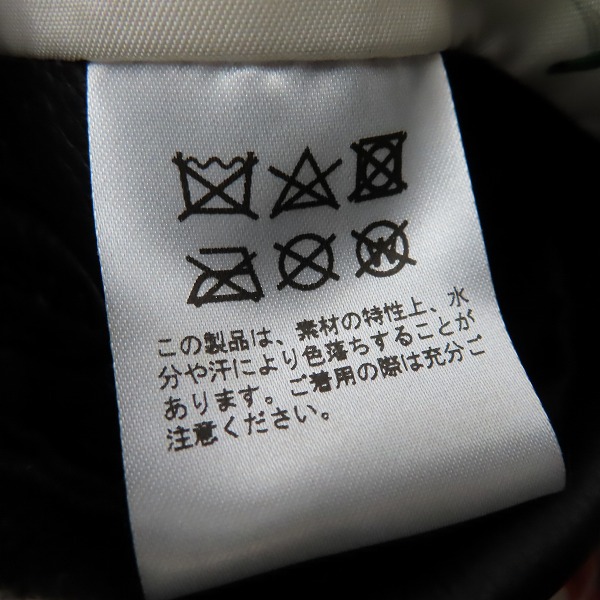 W
この製品は、素材の特性上、水
分や汗により色落ちすることが
あります。ご着用の際は充分ご
注意ください。